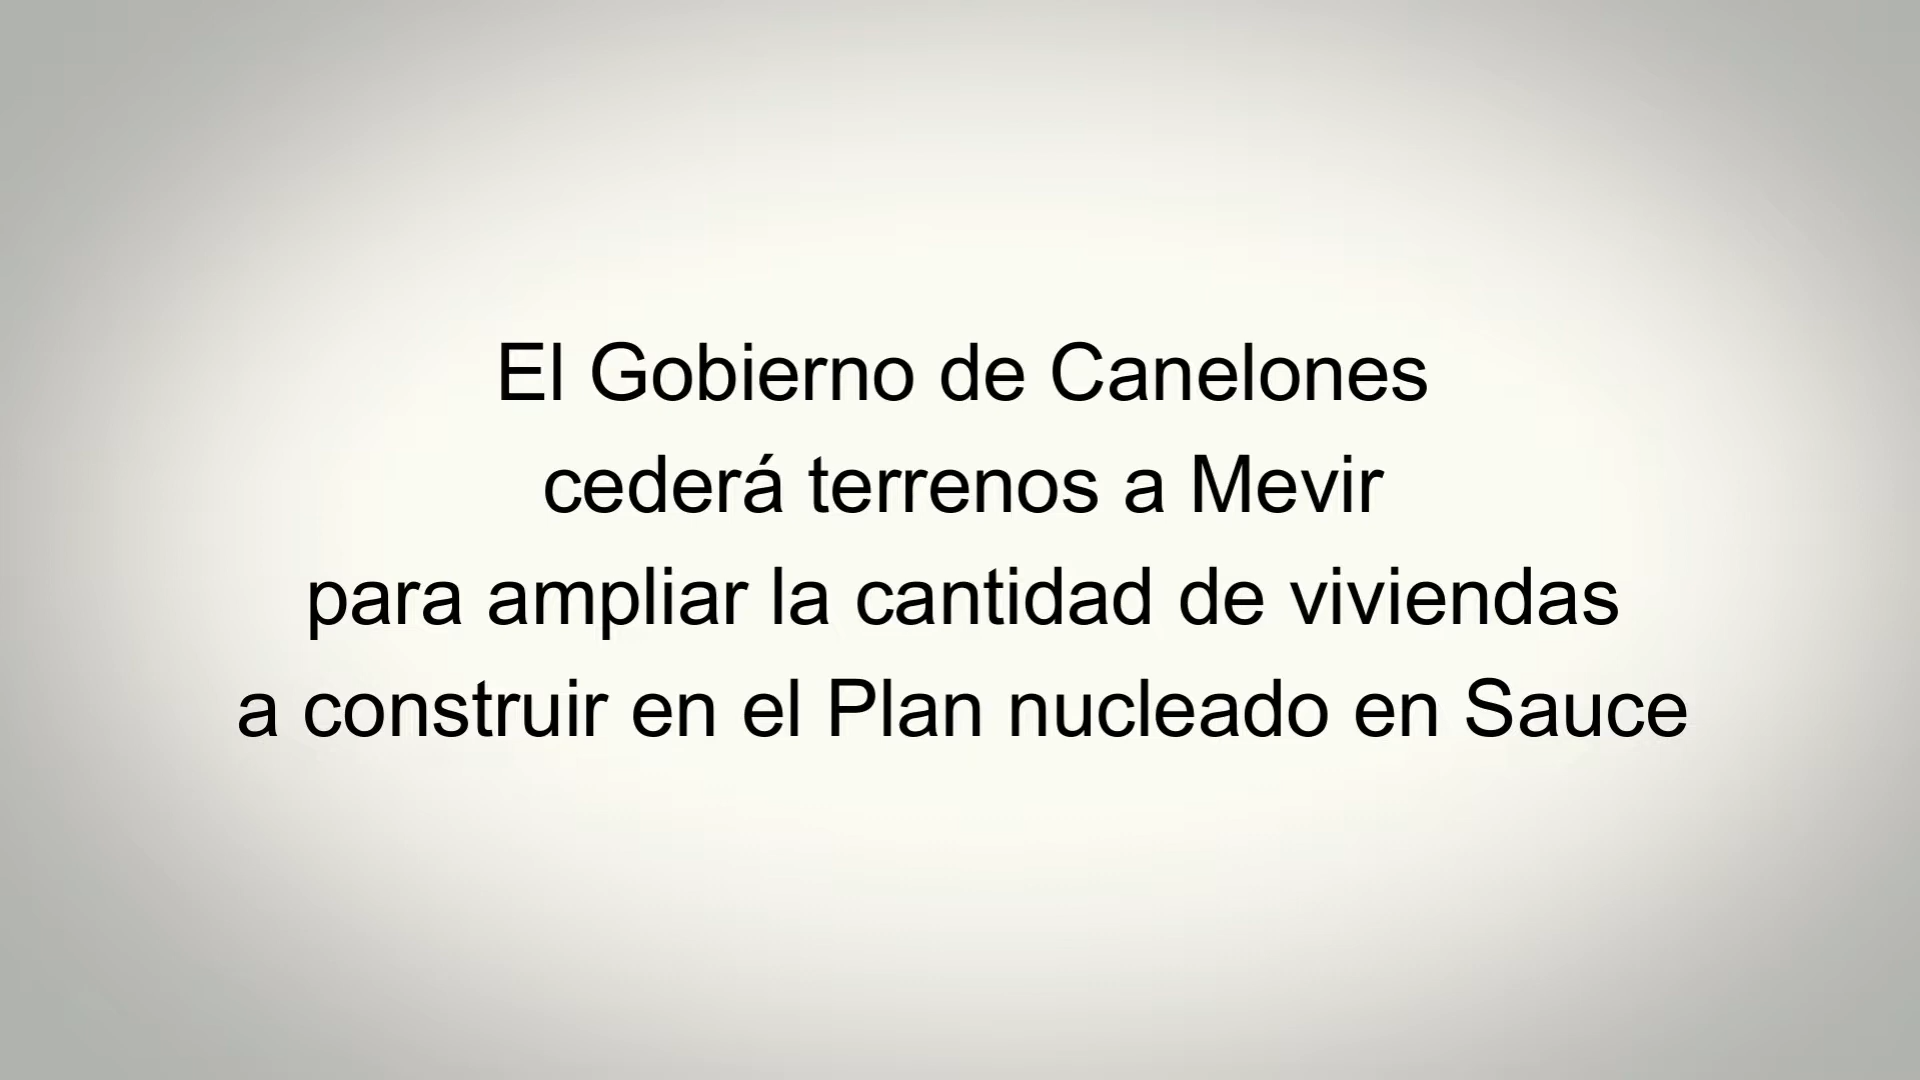 El Gobierno de Canelones
cederá terrenos a Mevir
para ampliar la cantidad de viviendas
a construir en el Plan nucleado en Sauce